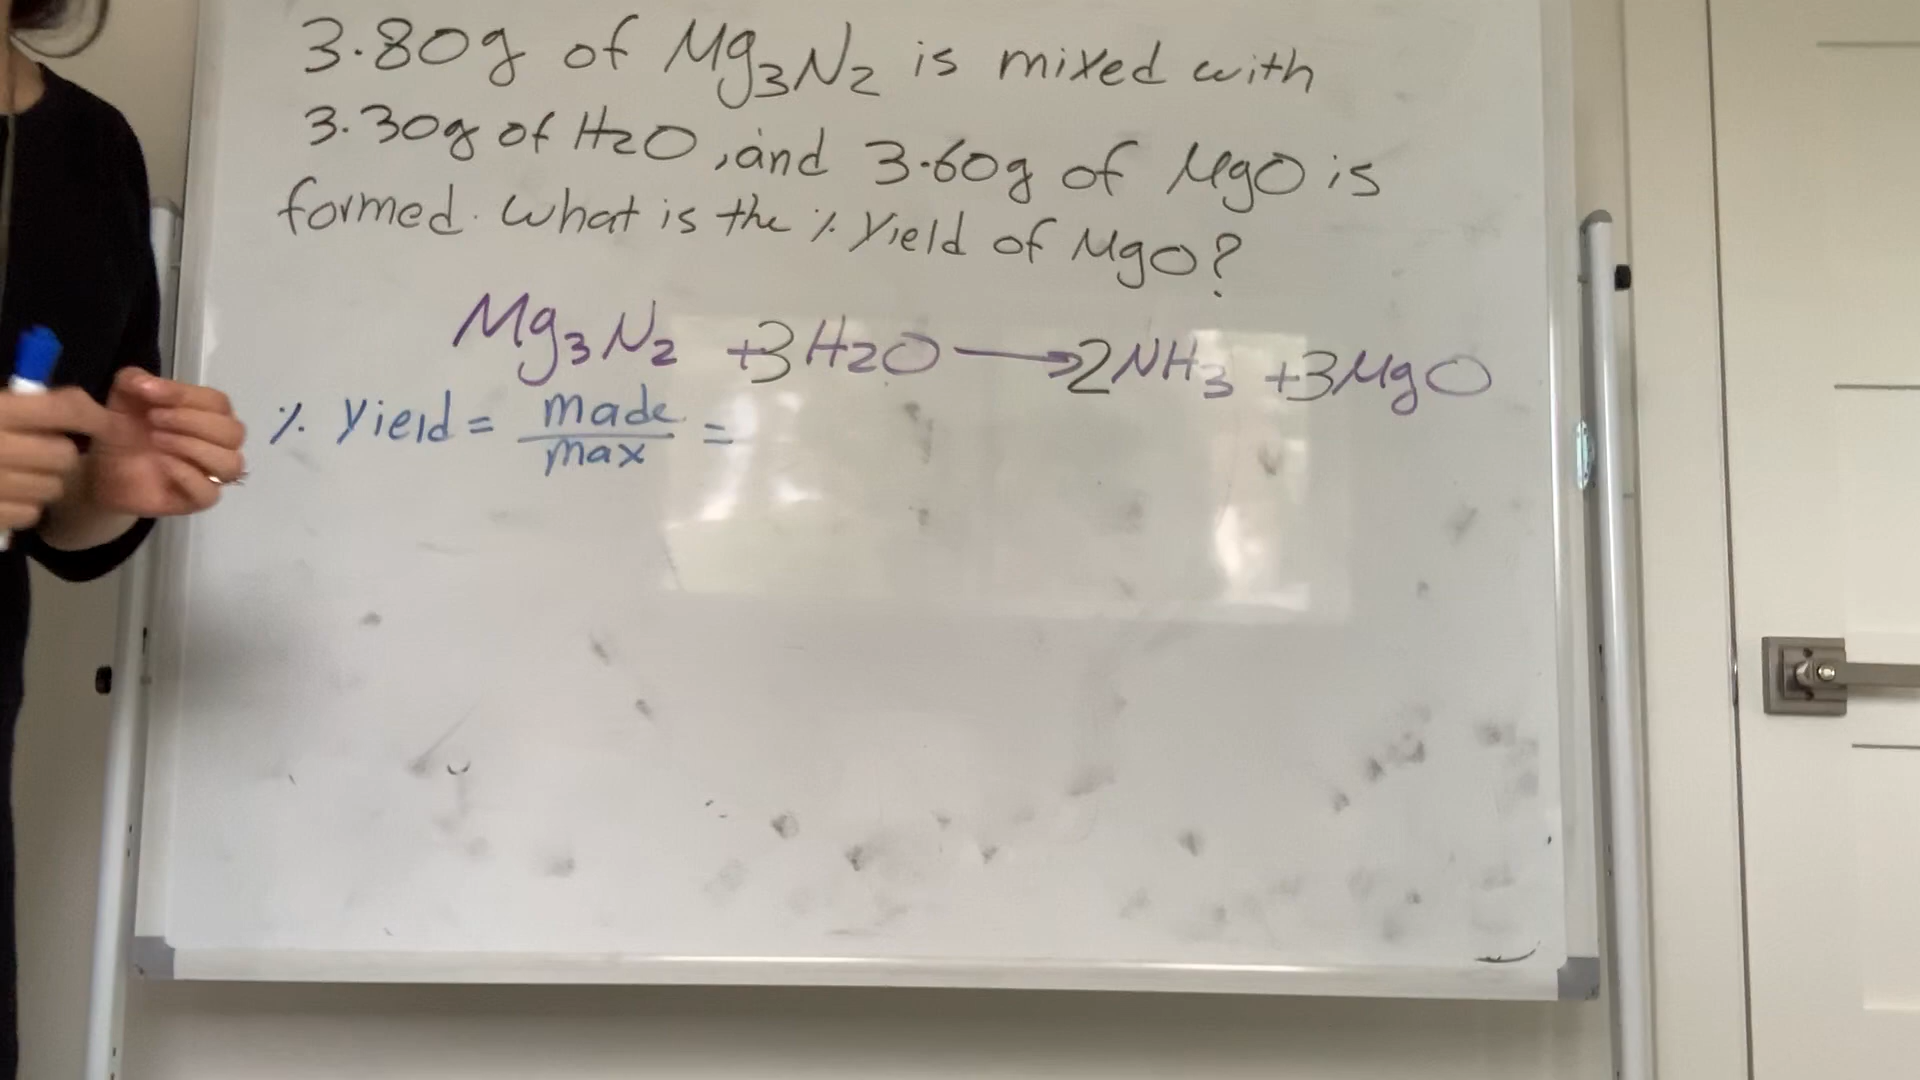 3.80g of Mg₃N₂ is mixed with
3.30g of H₂O, and 3.60g of MgO is
formed. What is the % Yield of MgO?
Mg₃N₂ + 3H₂O → 2NH₃ + 3MgO
% Yield = made/max =